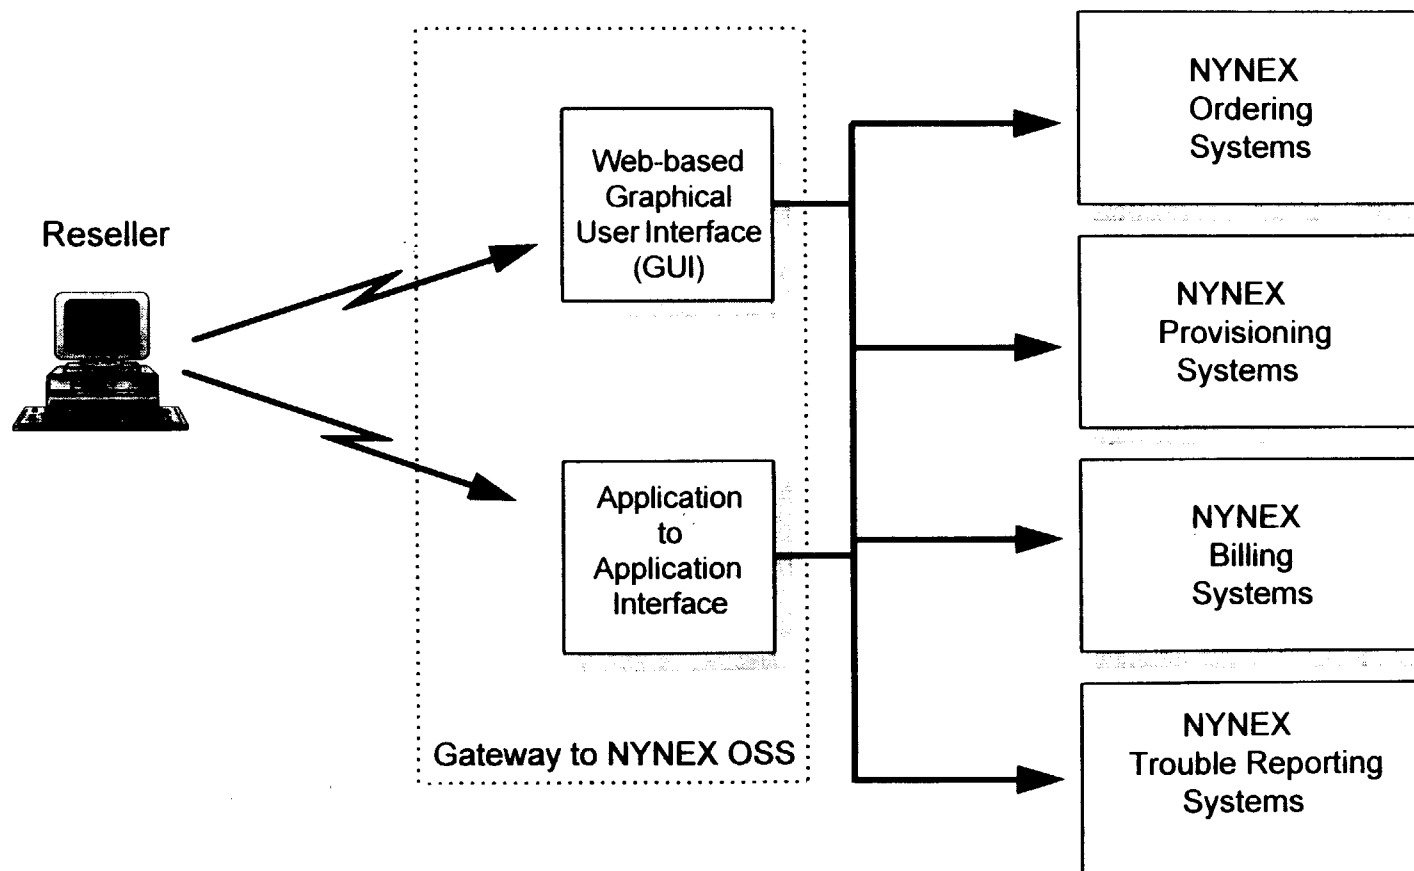 Reseller
Web-based
Graphical
User Interface
(GUI)
Application
to
Application
Interface
Gateway to NYNEX OSS
NYNEX
Ordering
Systems
NYNEX
Provisioning
Systems
NYNEX
Billing
Systems
NYNEX
Trouble Reporting
Systems